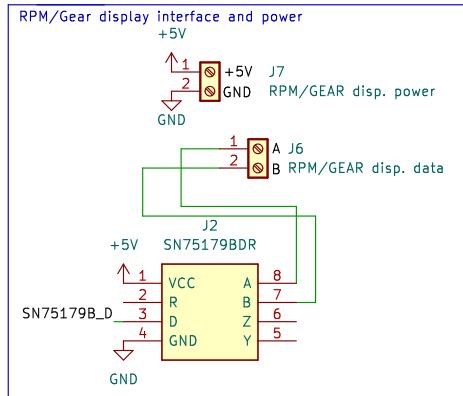 RPM/Gear display interface and power
+5V
1 +5V J7
2 GND RPM/GEAR disp. power
GND
1 A J6
2 B RPM/GEAR disp. data
J2
+5V SN75179BDR
1 VCC A 8
2 R B 7
SN75179B_D 3 D Z 6
4 GND Y 5
GND